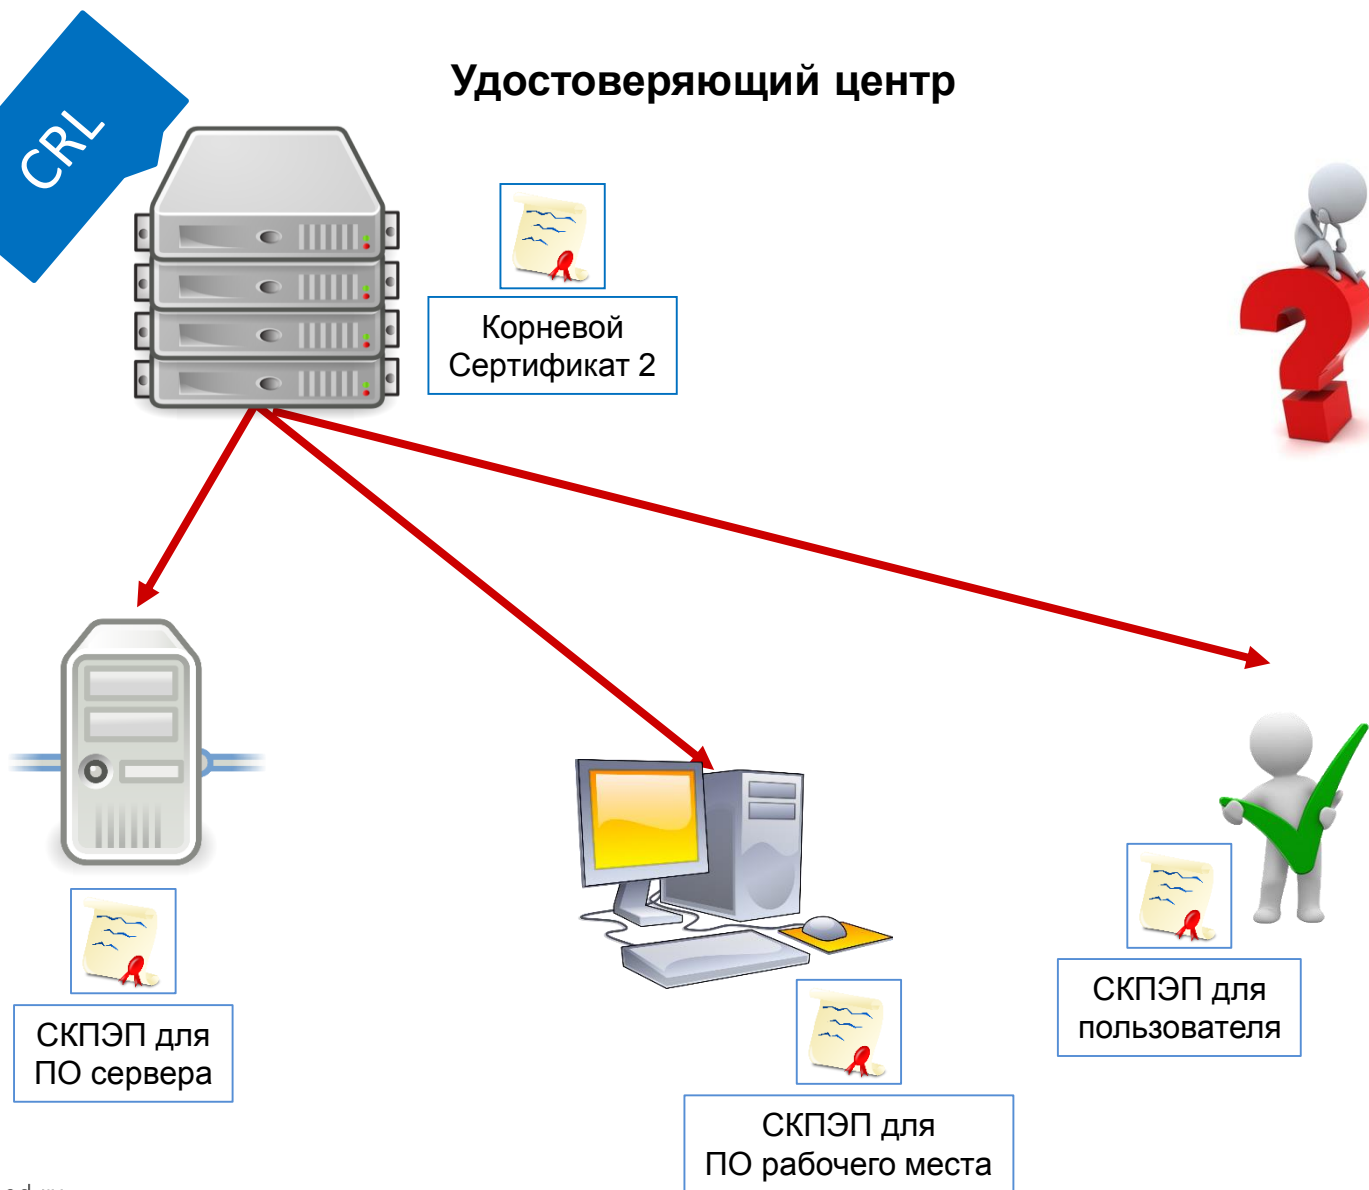 Удостоверяющий центр
CRL
Корневой
Сертификат 2
СКПЭП для
ПО сервера
СКПЭП для
ПО рабочего места
СКПЭП для
пользователя